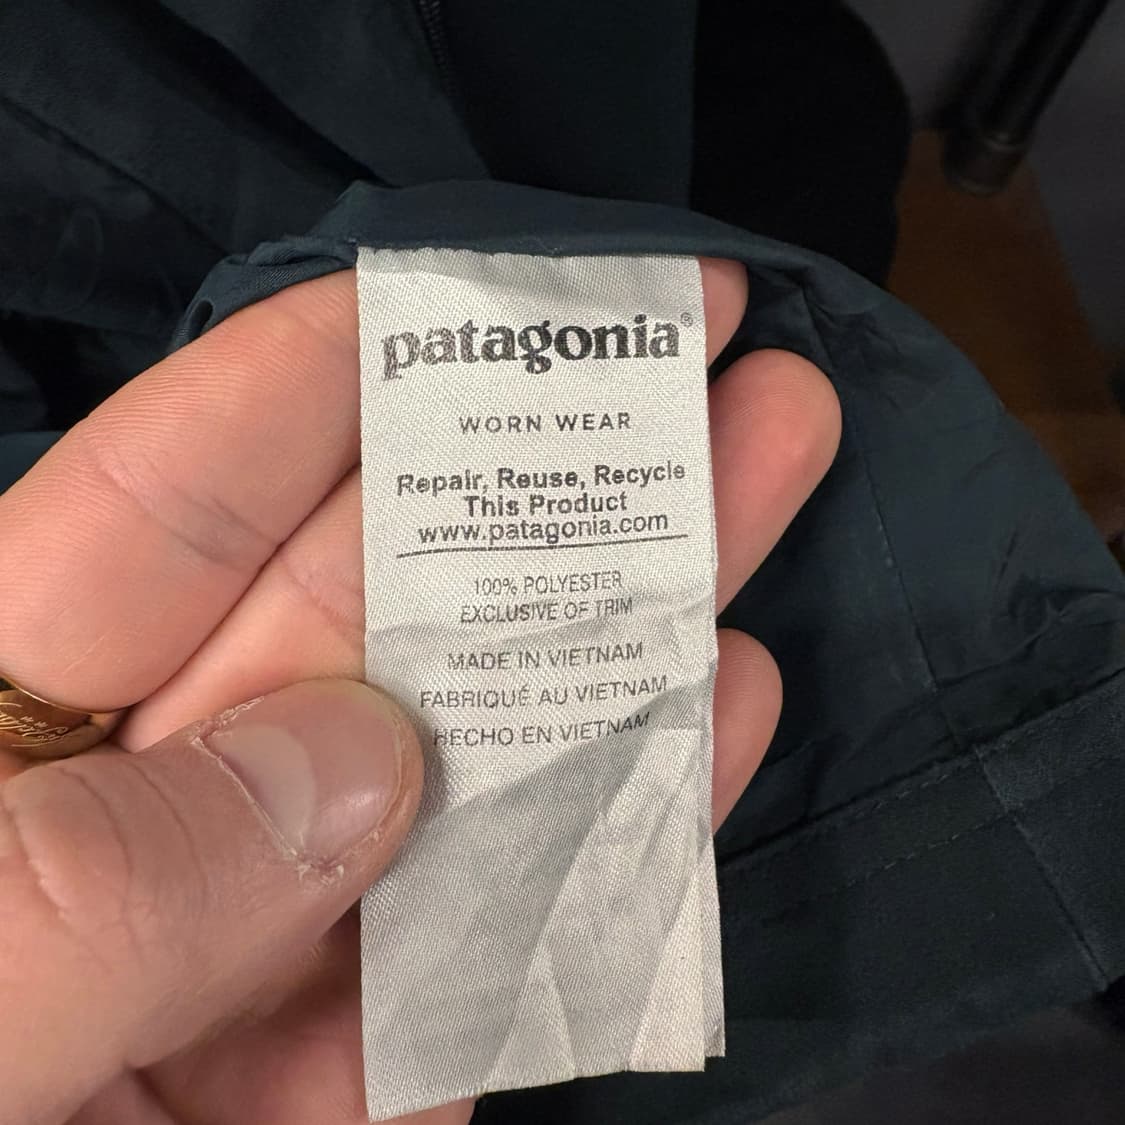 patagonia®
WORN WEAR
Repair, Reuse, Recycle
This Product
www.patagonia.com
100% POLYESTER
EXCLUSIVE OF TRIM
MADE IN VIETNAM
FABRIQUÉ AU VIETNAM
HECHO EN VIETNAM